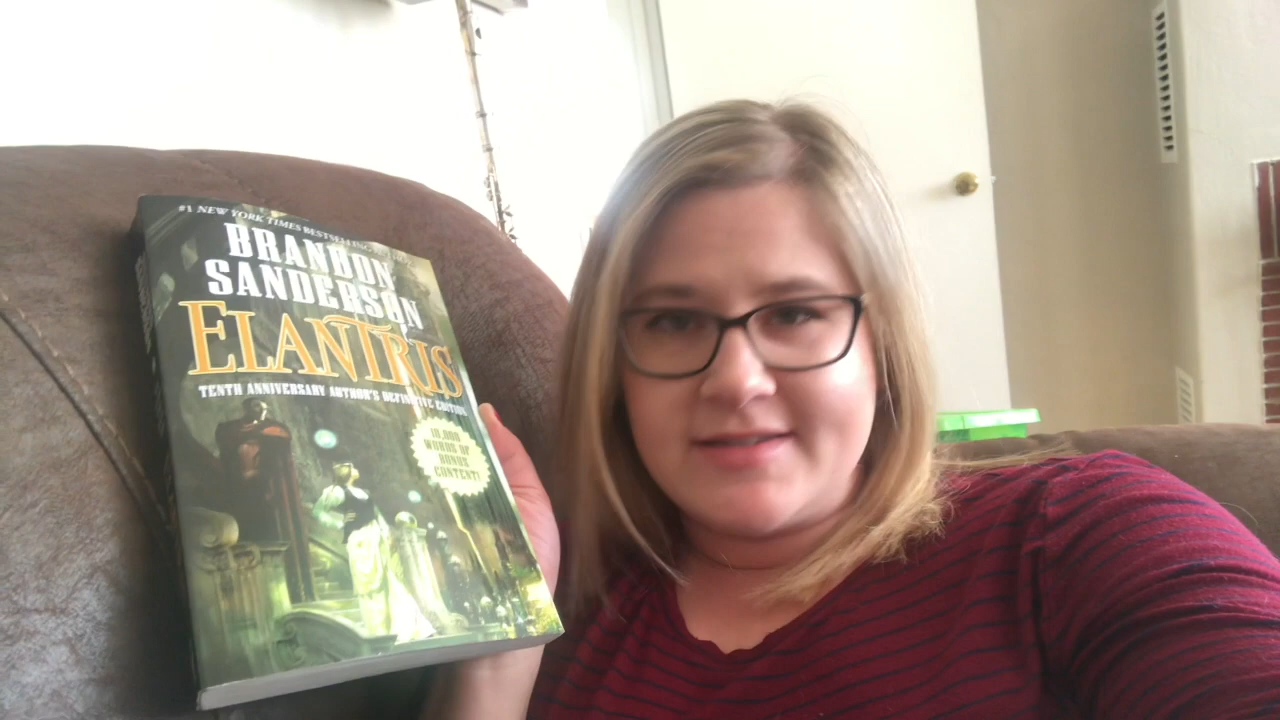 #1 NEW YORK TIMES BESTSELLING AUTHOR
BRANDON
SANDERSON
ELANTRIS
TENTH ANNIVERSARY AUTHOR'S DEFINITIVE EDITION
10,000
WORDS OF
BONUS
CONTENT!